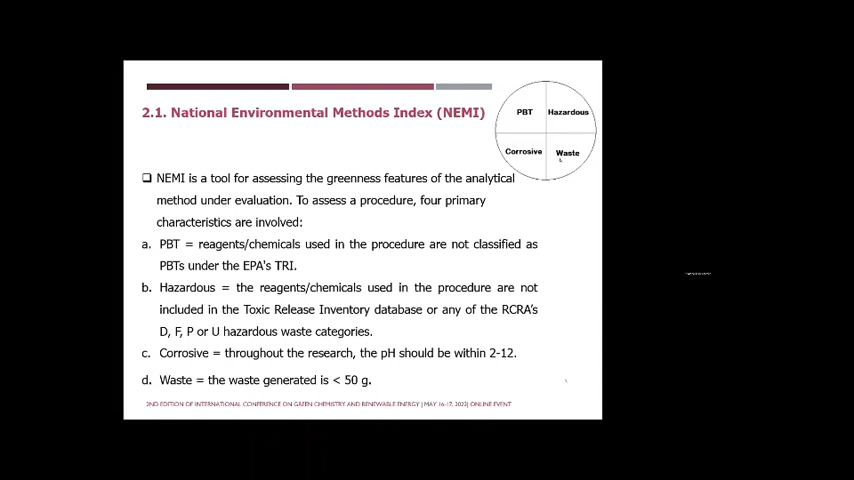 2.1. National Environmental Methods Index (NEMI)
PBT
Hazardous
Corrosive
Waste
❑ NEMI is a tool for assessing the greenness features of the analytical
method under evaluation. To assess a procedure, four primary
characteristics are involved:
a. PBT = reagents/chemicals used in the procedure are not classified as
PBTs under the EPA's TRI.
b. Hazardous = the reagents/chemicals used in the procedure are not
included in the Toxic Release Inventory database or any of the RCRA's
D, F, P or U hazardous waste categories.
c. Corrosive = throughout the research, the pH should be within 2-12.
d. Waste = the waste generated is < 50 g.
2ND EDITION OF INTERNATIONAL CONFERENCE ON GREEN CHEMISTRY AND RENEWABLE ENERGY | MAY 16-17, 2022| ONLINE EVENT